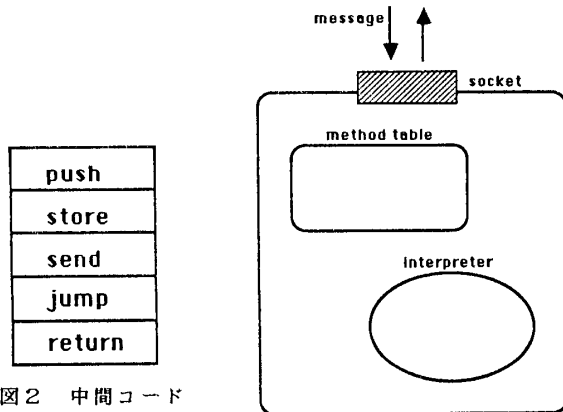 push
store
send
jump
return
図2 中間コード
message
socket
method table
interpreter